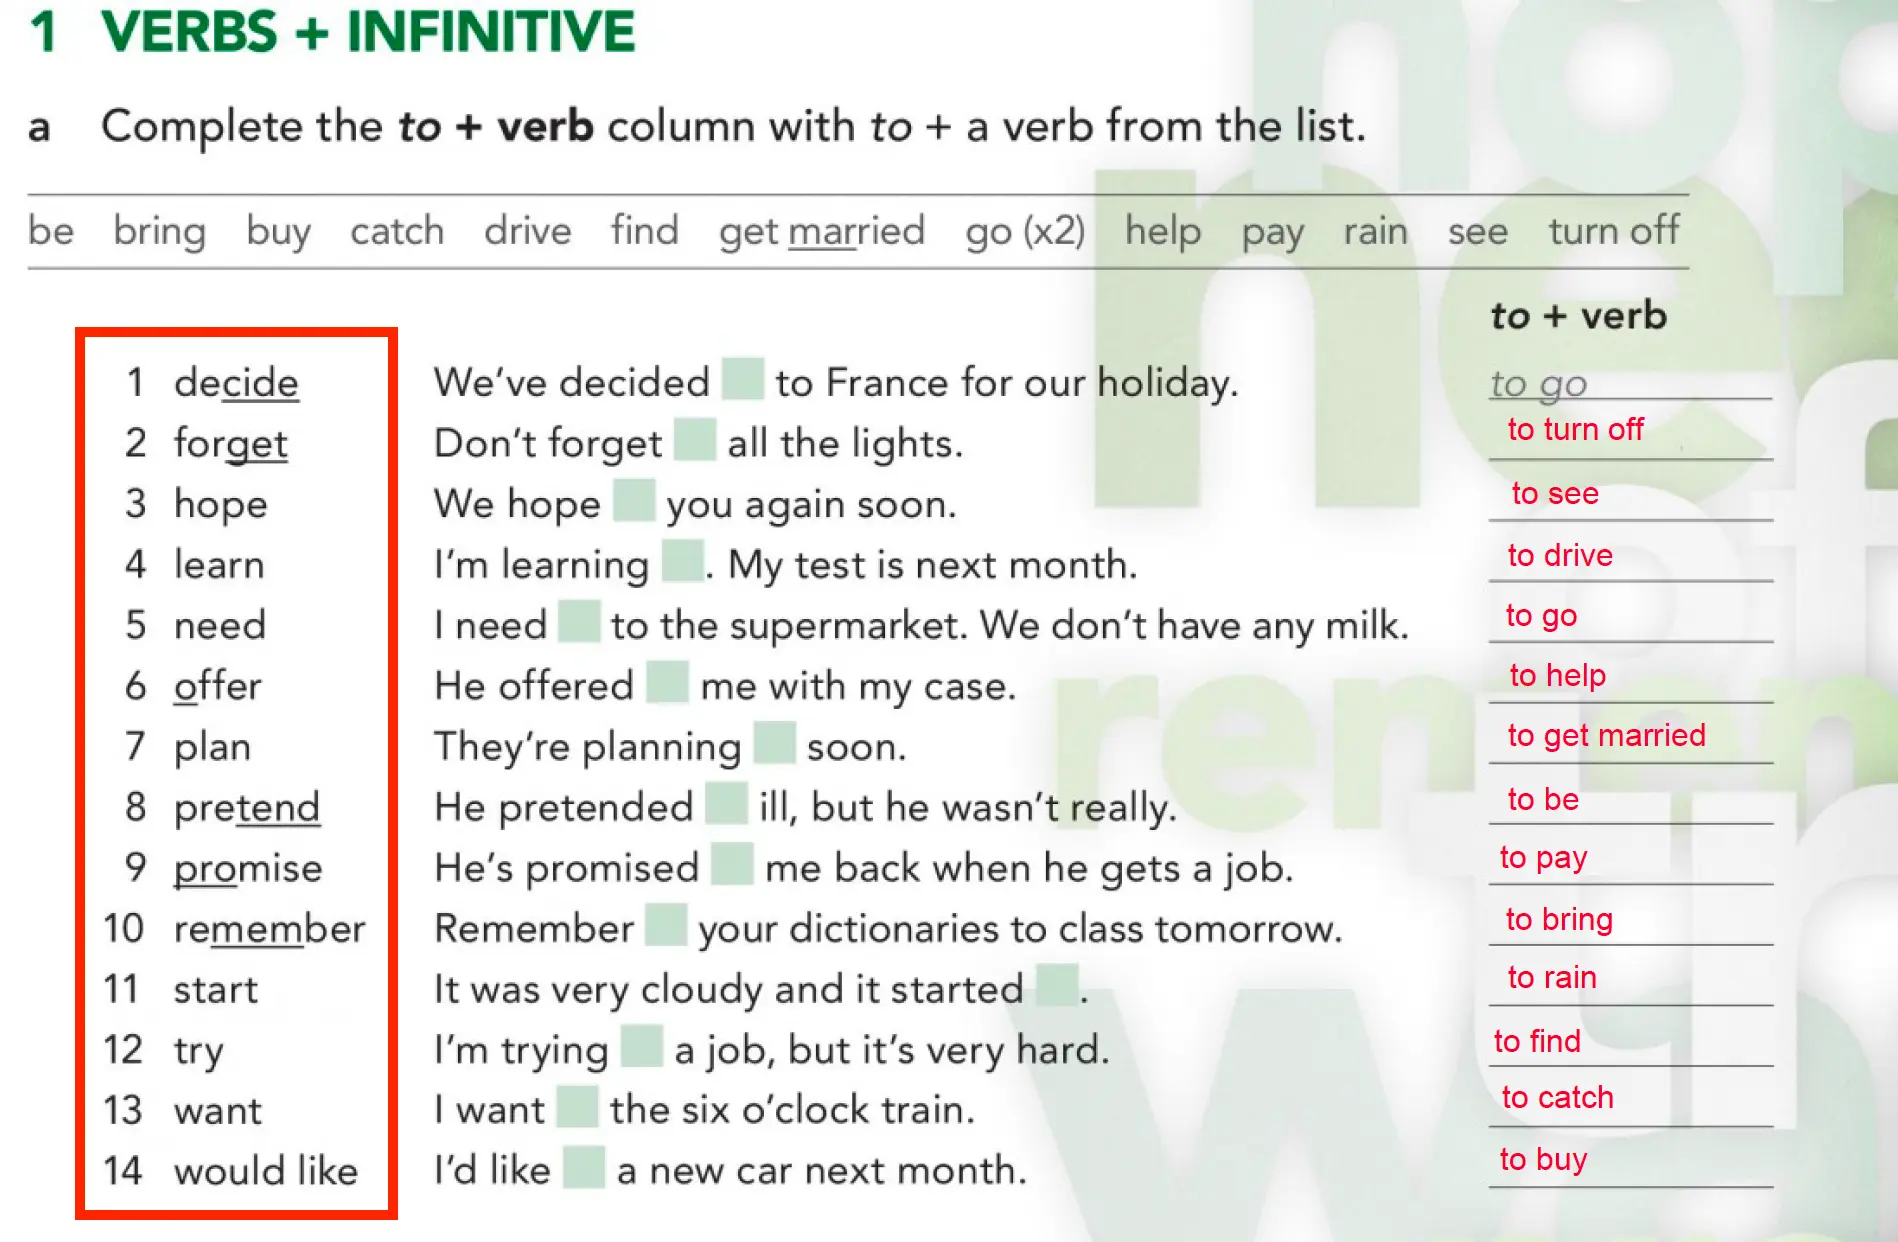 1 VERBS + INFINITIVE
a Complete the to + verb column with to + a verb from the list.
be bring buy catch drive find get married go (x2) help pay rain see turn off
to + verb
1 decide We've decided to France for our holiday. to go
2 forget Don't forget all the lights. to turn off
3 hope We hope you again soon. to see
4 learn I'm learning . My test is next month. to drive
5 need I need to the supermarket. We don't have any milk. to go
6 offer He offered me with my case. to help
7 plan They're planning soon. to get married
8 pretend He pretended ill, but he wasn't really. to be
9 promise He's promised me back when he gets a job. to pay
10 remember Remember your dictionaries to class tomorrow. to bring
11 start It was very cloudy and it started . to rain
12 try I'm trying a job, but it's very hard. to find
13 want I want the six o'clock train. to catch
14 would like I'd like a new car next month. to buy